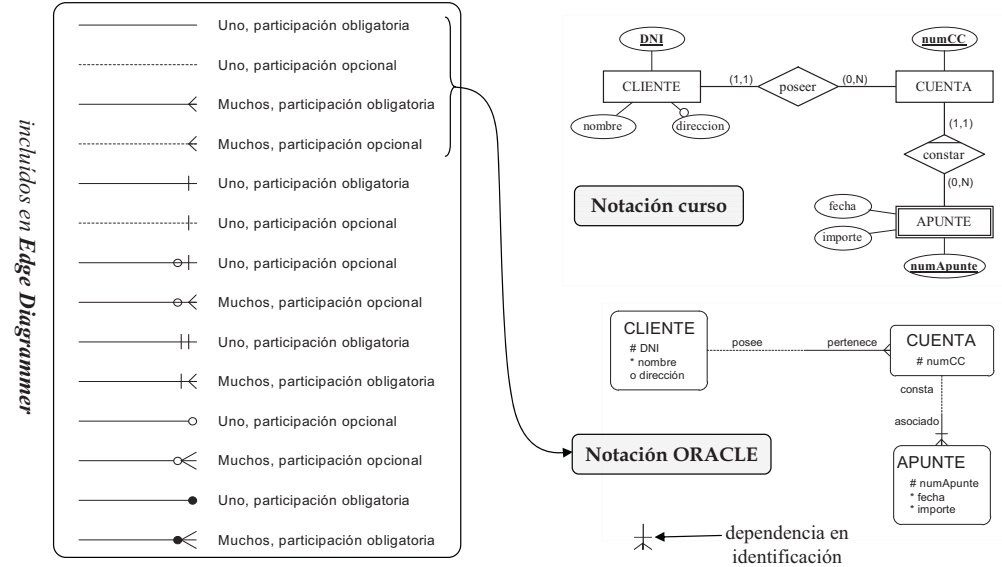 incluidos en Edge Diagrammer
Uno, participación obligatoria
Uno, participación opcional
Muchos, participación obligatoria
Muchos, participación opcional
Uno, participación obligatoria
Uno, participación opcional
Uno, participación opcional
Muchos, participación opcional
Uno, participación obligatoria
Muchos, participación obligatoria
Uno, participación opcional
Muchos, participación opcional
Uno, participación obligatoria
Muchos, participación obligatoria
DNI
numCC
CLIENTE
(1,1)
poseer
(0,N)
CUENTA
nombre
direccion
(1,1)
constar
(0,N)
Notación curso
fecha
importe
APUNTE
numApunte
CLIENTE
# DNI
* nombre
o dirección
posee
pertenece
CUENTA
# numCC
consta
asociado
Notación ORACLE
APUNTE
# numApunte
* fecha
* importe
dependencia en
identificación